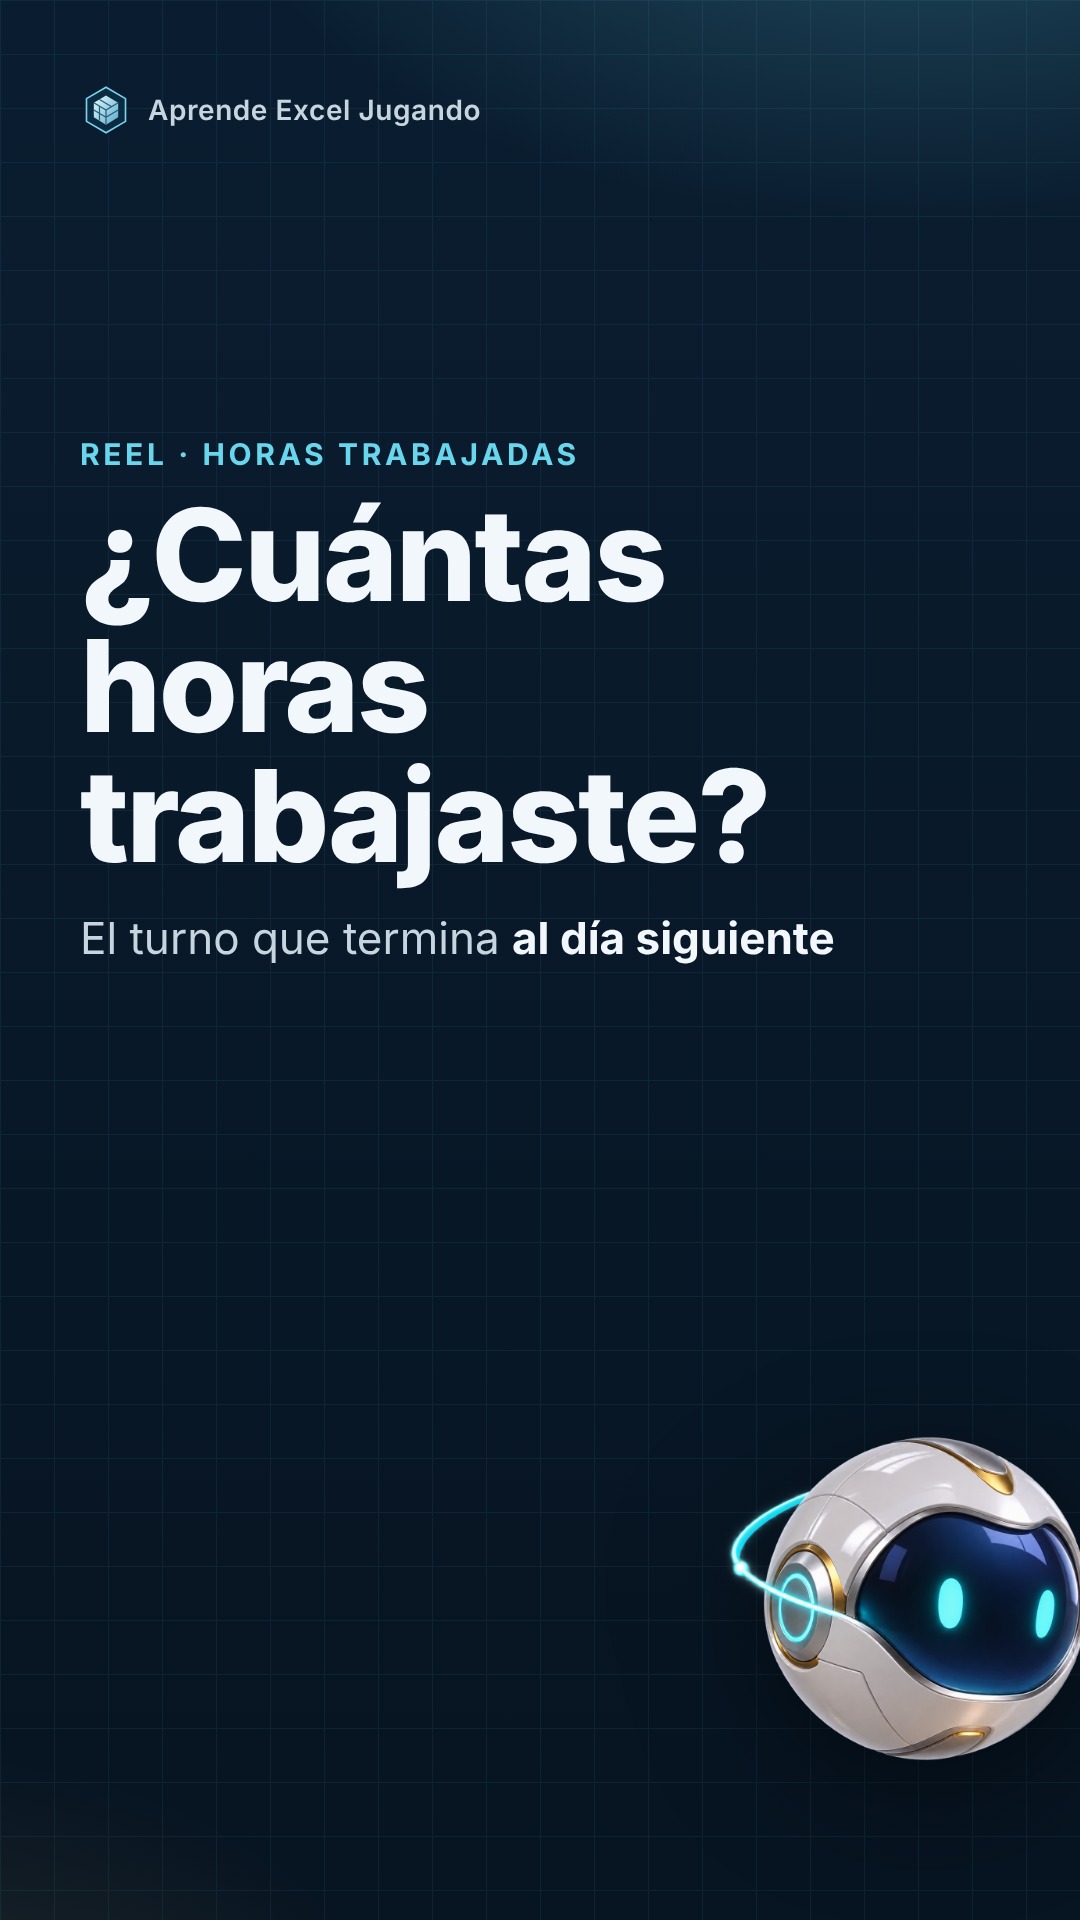 Aprende Excel Jugando
REEL · HORAS TRABAJADAS
¿Cuántas
horas
trabajaste?
El turno que termina al día siguiente